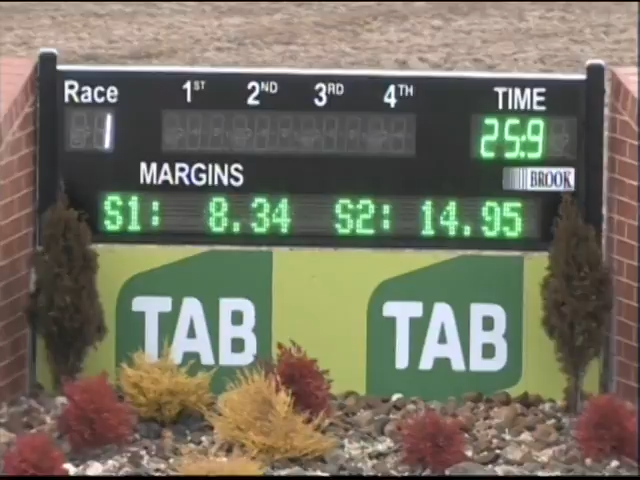 Race 1ST 2ND 3RD 4TH TIME
1 25:9
MARGINS BROOK
S1: 8.34 S2: 14.95
TAB TAB